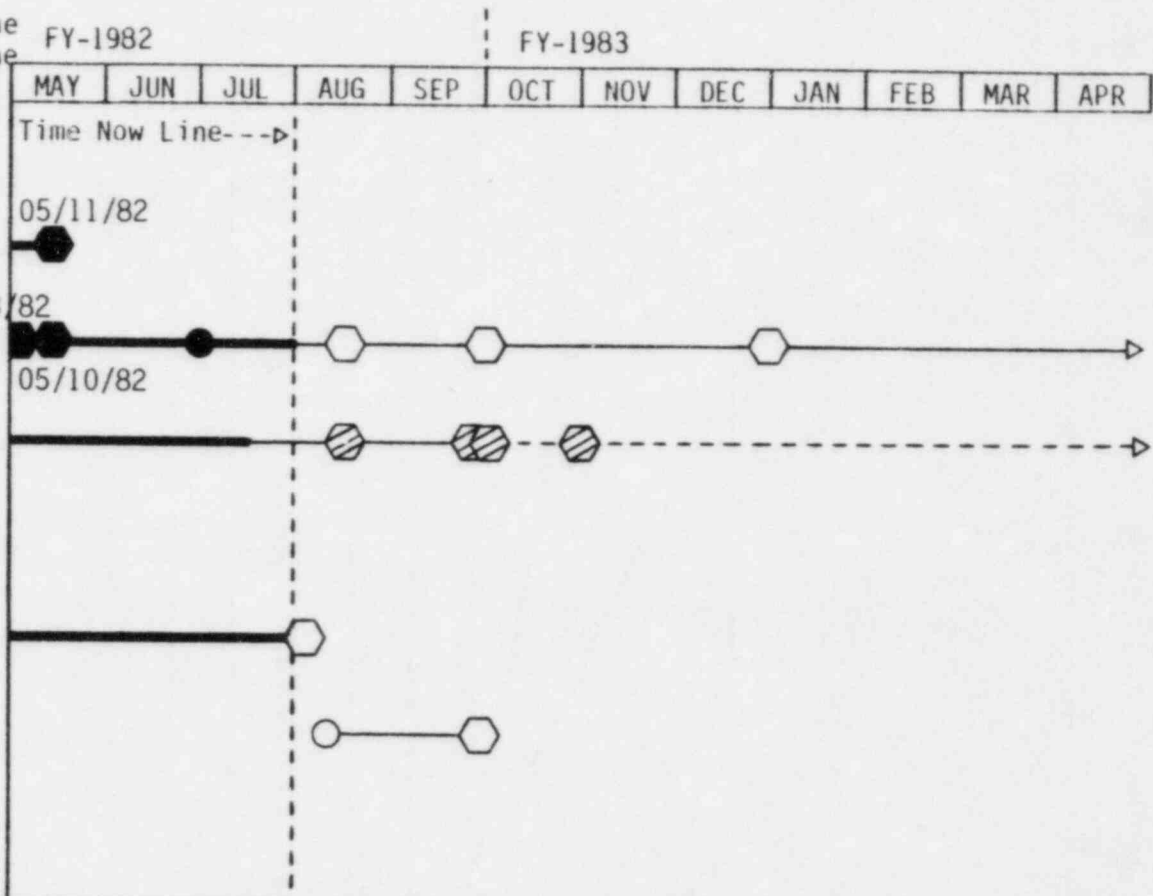 FY-1982
FY-1983
MAY JUN JUL AUG SEP OCT NOV DEC JAN FEB MAR APR
Time Now Line---
05/11/82
/82
05/10/82